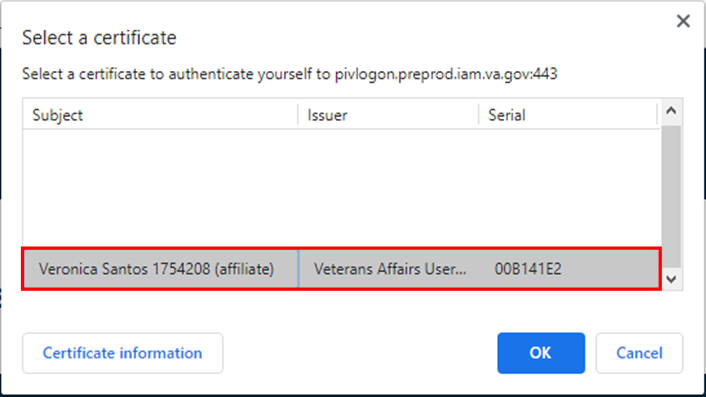 Select a certificate
Select a certificate to authenticate yourself to pivlogon.preprod.iam.va.gov:443
Subject Issuer Serial
Veronica Santos 1754208 (affiliate) Veterans Affairs User... 00B141E2
Certificate information OK Cancel